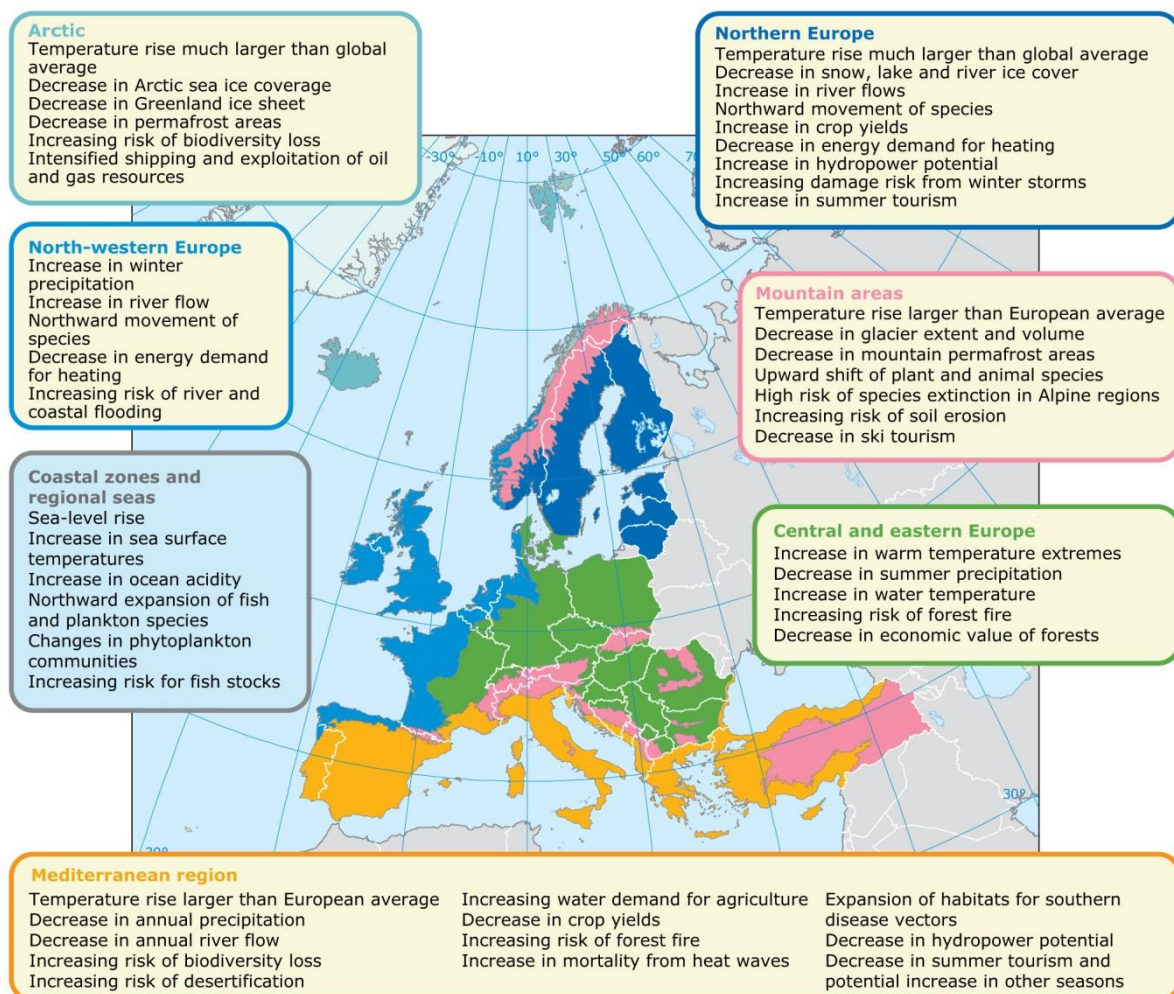 Arctic
Temperature rise much larger than global
average
Decrease in Arctic sea ice coverage
Decrease in Greenland ice sheet
Decrease in permafrost areas
Increasing risk of biodiversity loss
Intensified shipping and exploitation of oil
and gas resources
Northern Europe
Temperature rise much larger than global average
Decrease in snow, lake and river ice cover
Increase in river flows
Northward movement of species
Increase in crop yields
Decrease in energy demand for heating
Increase in hydropower potential
Increasing damage risk from winter storms
Increase in summer tourism
-30° -10° 10° 30° 50° 60°
North-western Europe
Increase in winter
precipitation
Increase in river flow
Northward movement of
species
Decrease in energy demand
for heating
Increasing risk of river and
coastal flooding
Mountain areas
Temperature rise larger than European average
Decrease in glacier extent and volume
Decrease in mountain permafrost areas
Upward shift of plant and animal species
High risk of species extinction in Alpine regions
Increasing risk of soil erosion
Decrease in ski tourism
Coastal zones and
regional seas
Sea-level rise
Increase in sea surface
temperatures
Increase in ocean acidity
Northward expansion of fish
and plankton species
Changes in phytoplankton
communities
Increasing risk for fish stocks
Central and eastern Europe
Increase in warm temperature extremes
Decrease in summer precipitation
Increase in water temperature
Increasing risk of forest fire
Decrease in economic value of forests
30°
Mediterranean region
Temperature rise larger than European average
Decrease in annual precipitation
Decrease in annual river flow
Increasing risk of biodiversity loss
Increasing risk of desertification
Increasing water demand for agriculture
Decrease in crop yields
Increasing risk of forest fire
Increase in mortality from heat waves
Expansion of habitats for southern
disease vectors
Decrease in hydropower potential
Decrease in summer tourism and
potential increase in other seasons